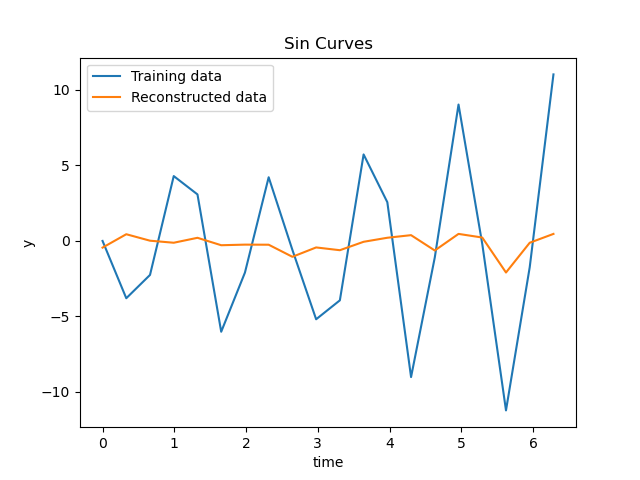 Sin Curves
Training data
Reconstructed data
10
5
0
−5
−10
y
0 1 2 3 4 5 6
time